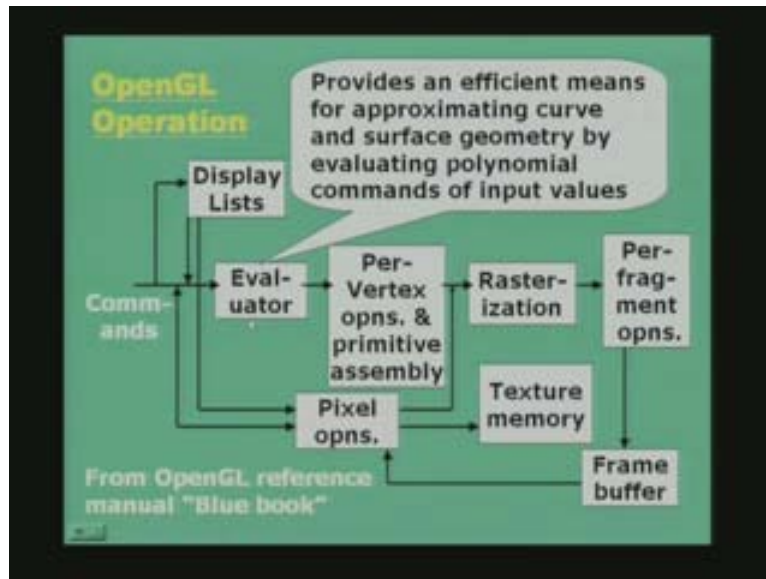 OpenGL
Operation
Provides an efficient means
for approximating curve
and surface geometry by
evaluating polynomial
commands of input values
Display
Lists
Comm-
ands
Eval-
uator
Per-
Vertex
opns. &
primitive
assembly
Raster-
ization
Per-
frag-
ment
opns.
Pixel
opns.
Texture
memory
Frame
buffer
From OpenGL reference
manual "Blue book"